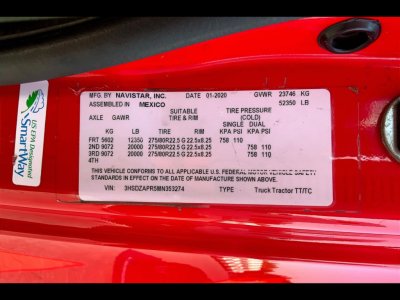 MFG BY NAVISTAR, INC. DATE 01-2020 GVWR 23746 KG
ASSEMBLED IN MEXICO 52350 LB
SUITABLE TIRE PRESSURE
AXLE GAWR TIRE & RIM (COLD)
SINGLE DUAL
KG LB TIRE RIM KPA PSI KPA PSI
FRT 5602 12350 275/80R22.5 G 22.5x8.25 758 110
2ND 9072 20000 275/80R22.5 G 22.5x8.25 758 110
3RD 9072 20000 275/80R22.5 G 22.5x8.25 758 110
4TH
THIS VEHICLE CONFORMS TO ALL APPLICABLE U.S. FEDERAL MOTOR VEHICLE SAFETY STANDARDS
IN EFFECT ON THE DATE OF MANUFACTURE SHOWN ABOVE.
VEHICLE
IDENT. NO. 3HSDZAPR5MN353274 TYPE Truck Tractor TT/TC
US EPA Designated
SmartWay